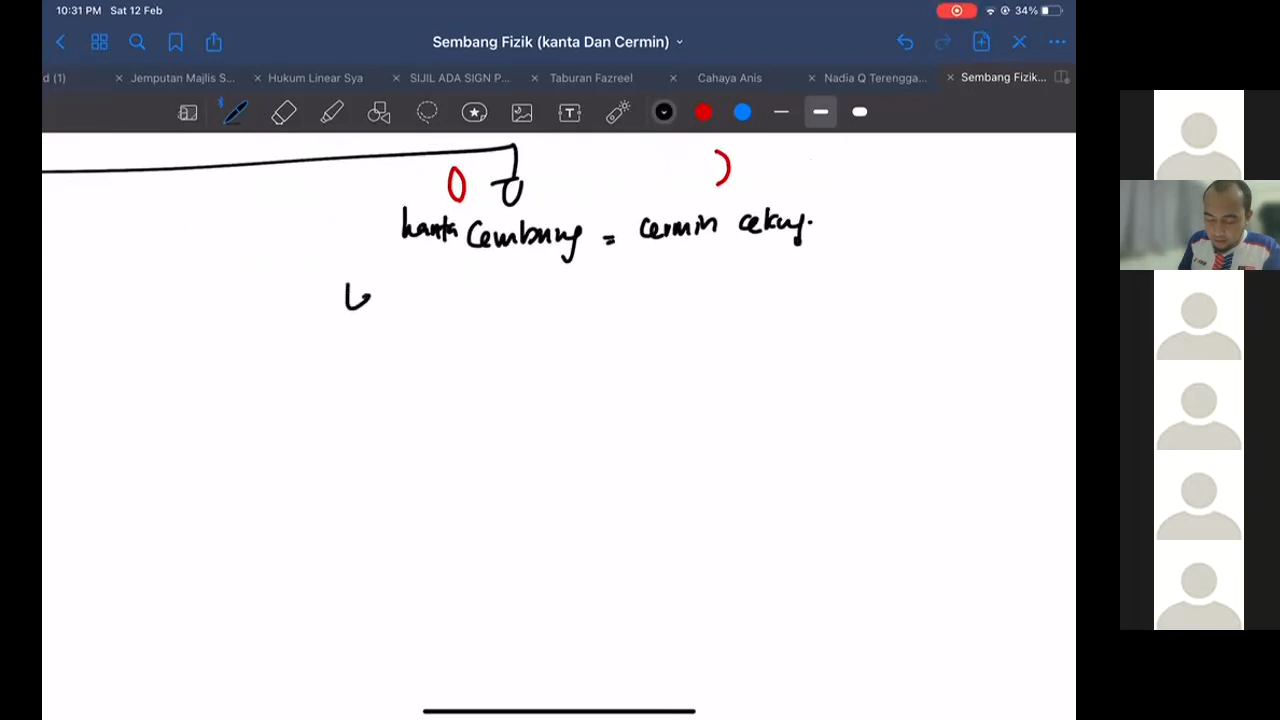 10:31 PM Sat 12 Feb
34%
Sembang Fizik (kanta Dan Cermin)
d (1)
Jemputan Majlis S...
Hukum Linear Sya
SIJIL ADA SIGN P...
Taburan Fazreel
Cahaya Anis
Nadia Q Terengga...
Sembang Fizik...
kanta Cembung = cermin cekung.